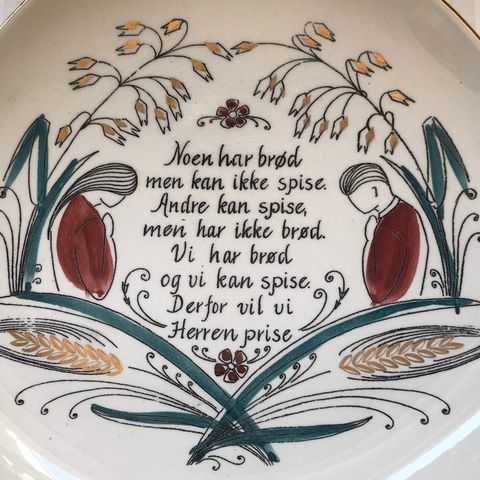 Noen har brød
men kan ikke spise.
Andre kan spise,
men har ikke brød.
Vi har brød
og vi kan spise.
Derfor vil vi
Herren prise